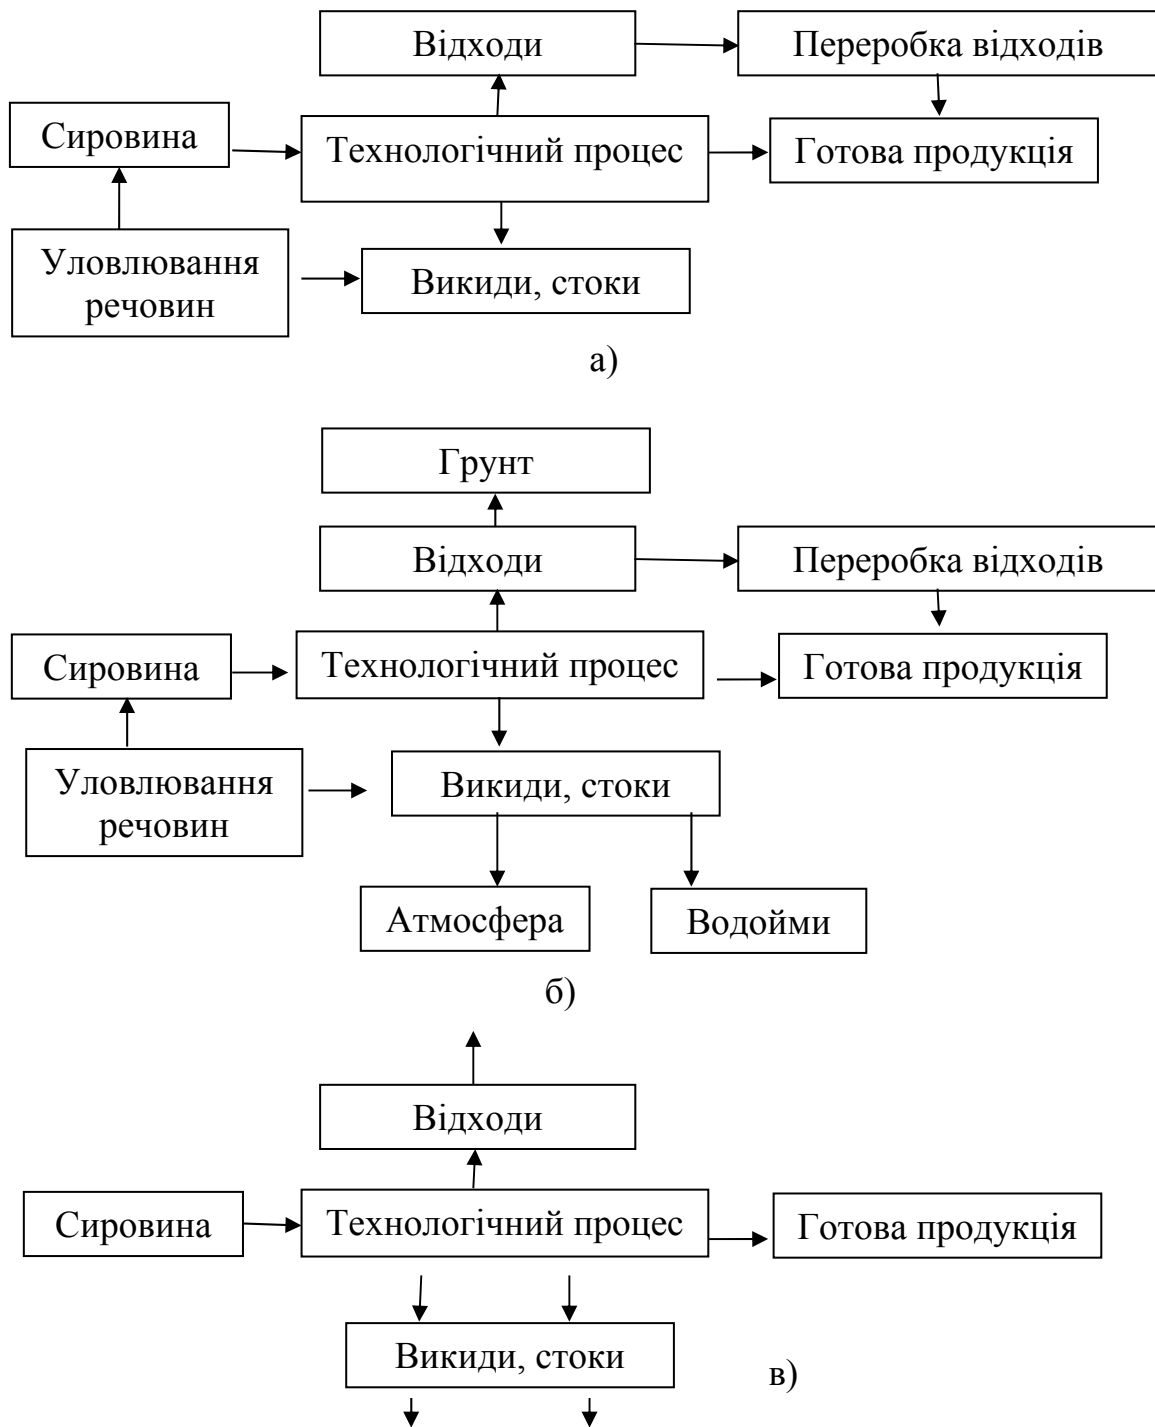 Відходи
Переробка відходів
Сировина
Технологічний процес
Готова продукція
Уловлювання
речовин
Викиди, стоки
а)
Грунт
Відходи
Переробка відходів
Сировина
Технологічний процес
Готова продукція
Уловлювання
речовин
Викиди, стоки
Атмосфера
Водойми
б)
Відходи
Сировина
Технологічний процес
Готова продукція
Викиди, стоки
в)